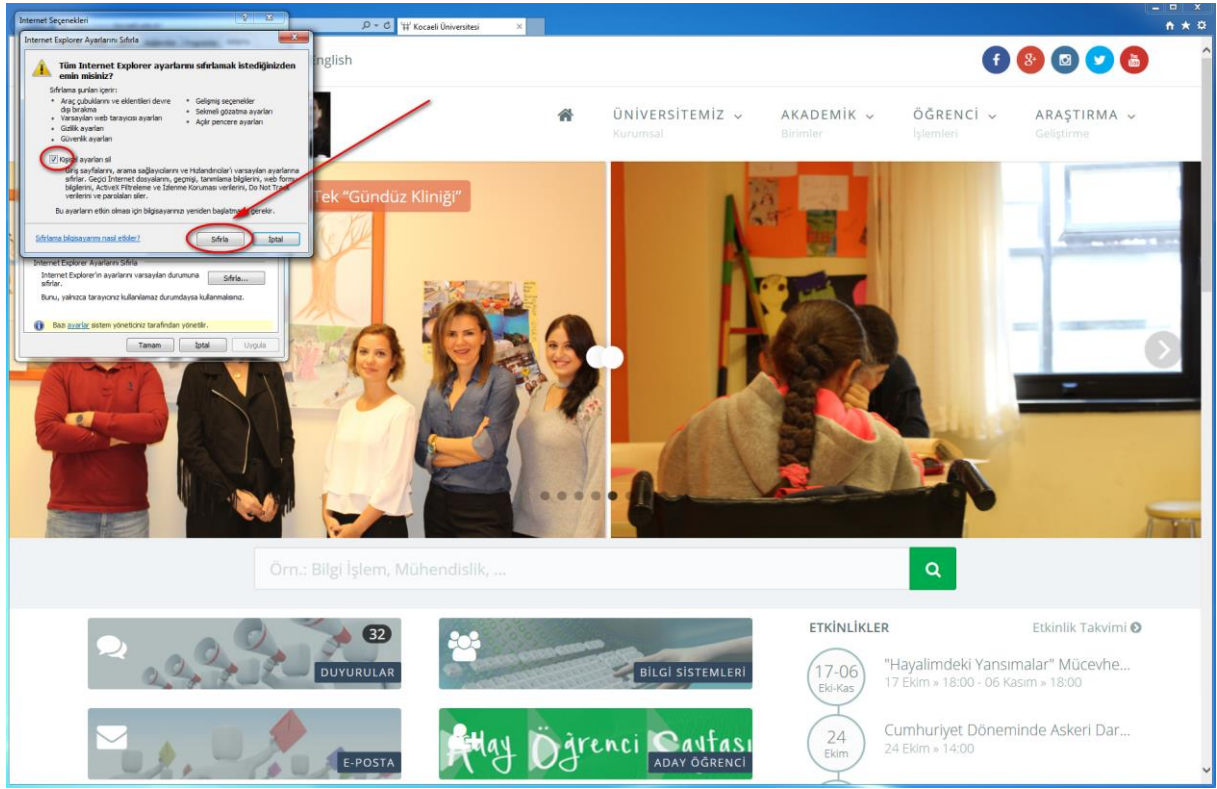 Internet Seçenekleri
Kocaeli Üniversitesi
Internet Explorer Ayarlarını Sıfırla
Tüm Internet Explorer ayarlarını sıfırlamak istediğinizden
emin misiniz?
Sıfırlama şunları içerir:
Araç çubuklarını ve eklentileri devre
dışı bırakma
Varsayılan web tarayıcısı ayarları
Gizlilik ayarları
Güvenlik ayarları
Gelişmiş seçenekler
Sekmeli gözatma ayarları
Açılır pencere ayarları
Kişisel ayarları sil
Giriş sayfalarını, arama sağlayıcılarını ve Hızlandırıcılar'ı varsayılan ayarlarına
sıfırlar. Geçici Internet dosyalarını, geçmişi, tanımlama bilgilerini, web formu
bilgilerini, ActiveX Filtreleme ve İzlenme Koruması verilerini, Do Not Track
verilerini ve parolaları siler.
Bu ayarların etkin olması için bilgisayarınızı yeniden başlatmanız gerekir.
Sıfırlama bilgisayarımı nasıl etkiler?
Sıfırla
İptal
Internet Explorer Ayarlarını Sıfırla
Internet Explorer'ın ayarlarını varsayılan durumuna
sıfırlar.
Sıfırla...
Bunu, yalnızca tarayıcınız kullanılamaz durumdaysa kullanmalısınız.
Bazı ayarlar sistem yöneticiniz tarafından yönetilir.
Tamam
İptal
Uygula
nglish
ÜNİVERSİTEMİZ
Kurumsal
AKADEMİK
Birimler
ÖĞRENCİ
İşlemleri
ARAŞTIRMA
Geliştirme
Tek “Gündüz Kliniği”
Örn.: Bilgi İşlem, Mühendislik, ...
32
DUYURULAR
BİLGİ SİSTEMLERİ
E-POSTA
Aday Öğrenci Sayfası
ADAY ÖĞRENCİ
ETKİNLİKLER
Etkinlik Takvimi
17-06
Eki-Kas
"Hayalimdeki Yansımalar" Mücevhe...
17 Ekim » 18:00 - 06 Kasım » 18:00
24
Ekim
Cumhuriyet Döneminde Askeri Dar...
24 Ekim » 14:00